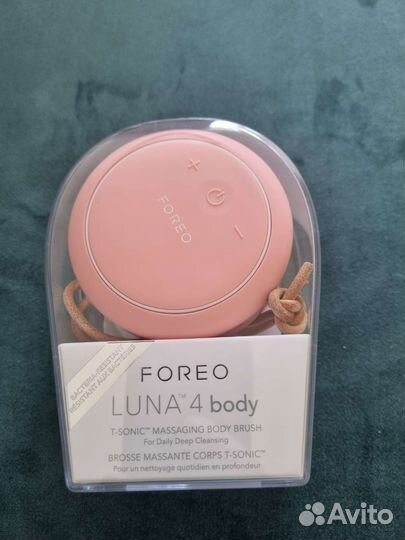 +
FOREO
−
BACTERIA-RESISTANT
RÉSISTANT AUX BACTÉRIES
FOREO
LUNA™ 4 body
T-SONIC™ MASSAGING BODY BRUSH
For Daily Deep Cleansing
BROSSE MASSANTE CORPS T-SONIC™
Pour un nettoyage quotidien en profondeur
Avito